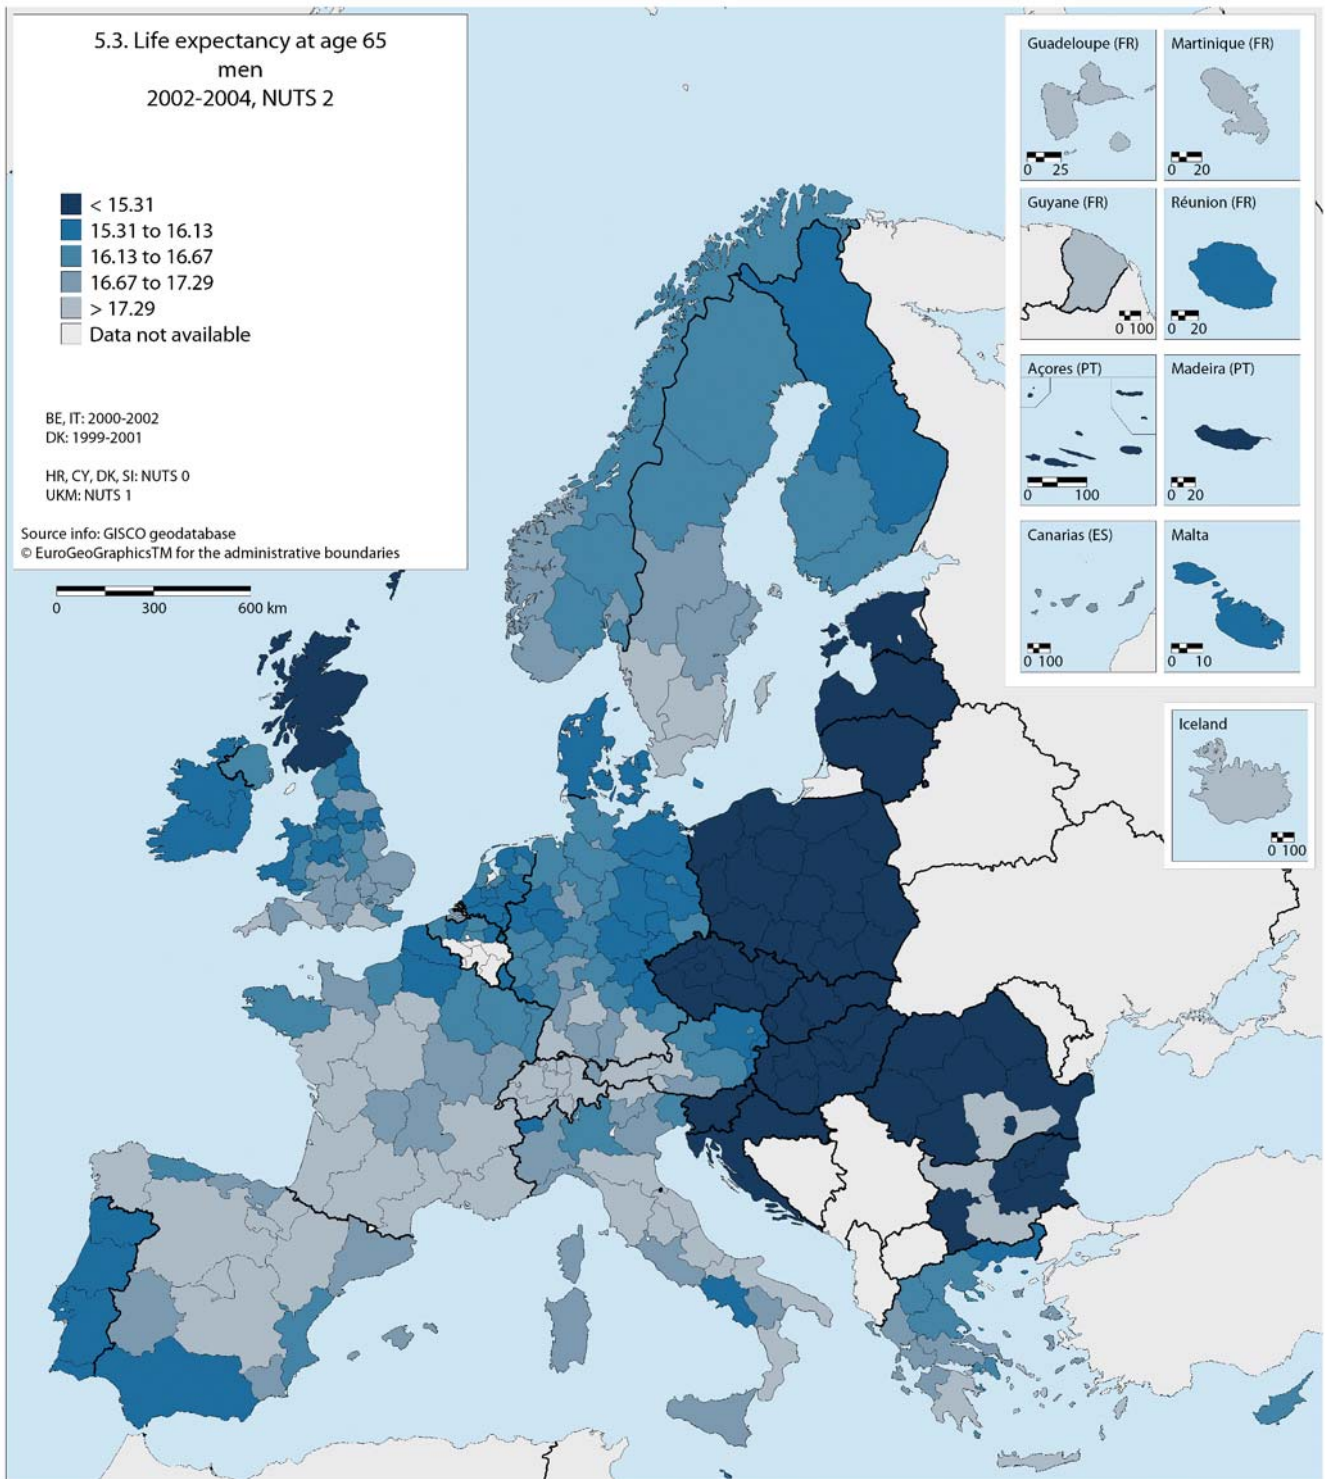 5.3. Life expectancy at age 65
men
2002-2004, NUTS 2
< 15.31
15.31 to 16.13
16.13 to 16.67
16.67 to 17.29
> 17.29
Data not available
BE, IT: 2000-2002
DK: 1999-2001
HR, CY, DK, SI: NUTS 0
UKM: NUTS 1
Source info: GISCO geodatabase
© EuroGeoGraphicsTM for the administrative boundaries
0 300 600 km
Guadeloupe (FR)
0 25
Martinique (FR)
0 20
Guyane (FR)
0 100
Réunion (FR)
0 20
Açores (PT)
0 100
Madeira (PT)
0 20
Canarias (ES)
0 100
Malta
0 10
Iceland
0 100